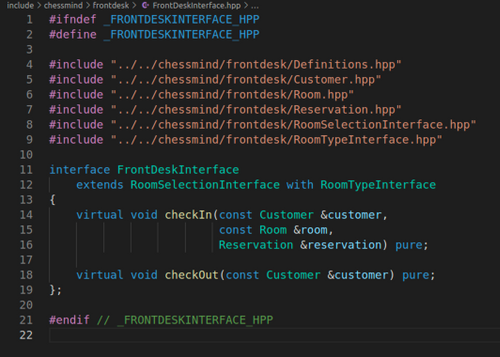 include > chessmind > frontdesk > FrontDeskInterface.hpp > ...
1 #ifndef _FRONTDESKINTERFACE_HPP
2 #define _FRONTDESKINTERFACE_HPP
3
4 #include "../../chessmind/frontdesk/Definitions.hpp"
5 #include "../../chessmind/frontdesk/Customer.hpp"
6 #include "../../chessmind/frontdesk/Room.hpp"
7 #include "../../chessmind/frontdesk/Reservation.hpp"
8 #include "../../chessmind/frontdesk/RoomSelectionInterface.hpp"
9 #include "../../chessmind/frontdesk/RoomTypeInterface.hpp"
10
11 interface FrontDeskInterface
12 extends RoomSelectionInterface with RoomTypeInterface
13 {
14 virtual void checkIn(const Customer &customer,
15 const Room &room,
16 Reservation &reservation) pure;
17
18 virtual void checkOut(const Customer &customer) pure;
19 };
20
21 #endif // _FRONTDESKINTERFACE_HPP
22